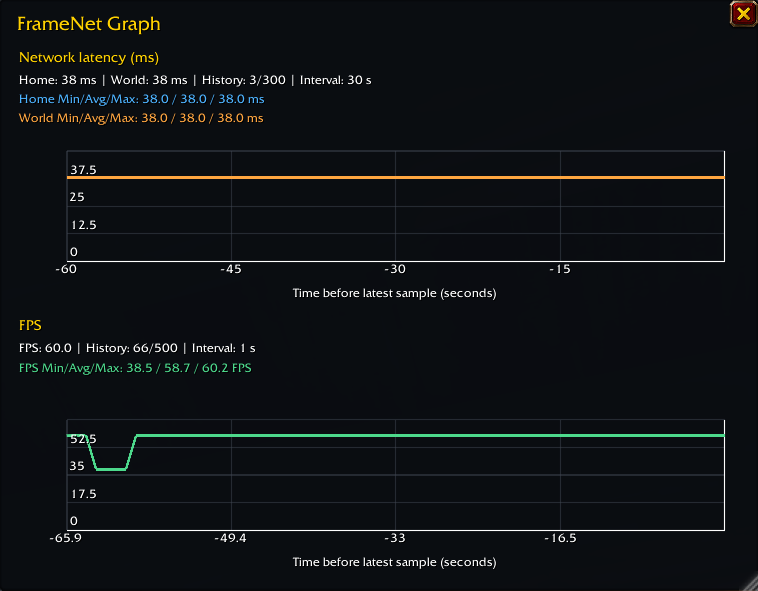 FrameNet Graph
Network latency (ms)
Home: 38 ms | World: 38 ms | History: 3/300 | Interval: 30 s
Home Min/Avg/Max: 38.0 / 38.0 / 38.0 ms
World Min/Avg/Max: 38.0 / 38.0 / 38.0 ms
37.5
25
12.5
0
-60 -45 -30 -15
Time before latest sample (seconds)
FPS
FPS: 60.0 | History: 66/500 | Interval: 1 s
FPS Min/Avg/Max: 38.5 / 58.7 / 60.2 FPS
52.5
35
17.5
0
-65.9 -49.4 -33 -16.5
Time before latest sample (seconds)